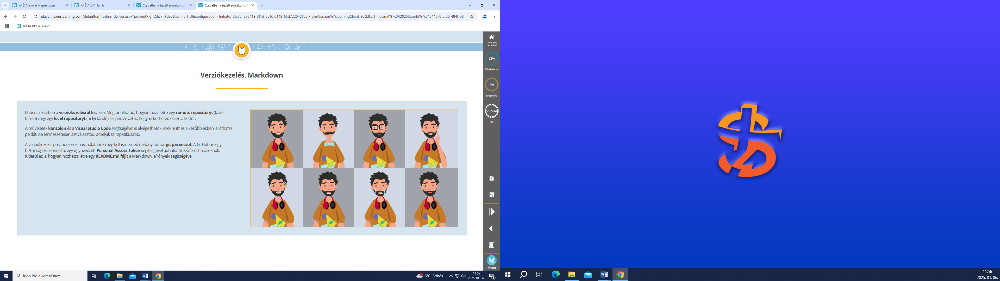 KRÉTA Iskolai Alaprendszer
KRÉTA DKT Tanár
Csapatban végzett projektmunk
Csapatban végzett projektmunk
player.nexiuslearning.com/defaultui/modern-deliver.aspx?preventRightClick=False&cc=hu-HU&configuration=InitiatorId%7cff375419-3f1d-8c1c-d142-65d7220486a0!PlayerVersion%7clearningClient-20.2.8.2!TimeLimit%7c342025!UserId%7c31311c78-af20-484f-b8...
KRÉTA Iskolai Alapr...
Tananyag
bezárása
23%
Előrehaladás
0%
Eredmény
5699:41
Idő
Verziókezelés, Markdown
Ebben a részben a verziókezelésről lesz szó. Megtanulhatod, hogyan hozz létre egy remote repositoryt (távoli
tároló) vagy egy local repositoryt (helyi tároló), és persze azt is, hogyan kötheted össze a kettőt.
A műveletek konzolon és a Visual Studio Code segítségével is elvégezhetők, ezekre itt és a későbbiekben is láthatsz
példát, de természetesen azt választod, amelyik szimpatikusabb.
A verziókezelés parancssoros használatához meg kell ismerned néhány fontos git parancsot. A GitHubon egy
biztonságos azonosító, egy úgynevezett Personal Access Token segítségével adhatsz hozzáférést másoknak.
Kiderül az is, hogyan hozhatsz létre egy README.md fájlt a Markdown leírónyelv segítségével.
Menü
Írjon ide a kereséshez
6°C Felhős
11:56
2025. 01. 06.
1
11:56
2025. 01. 06.